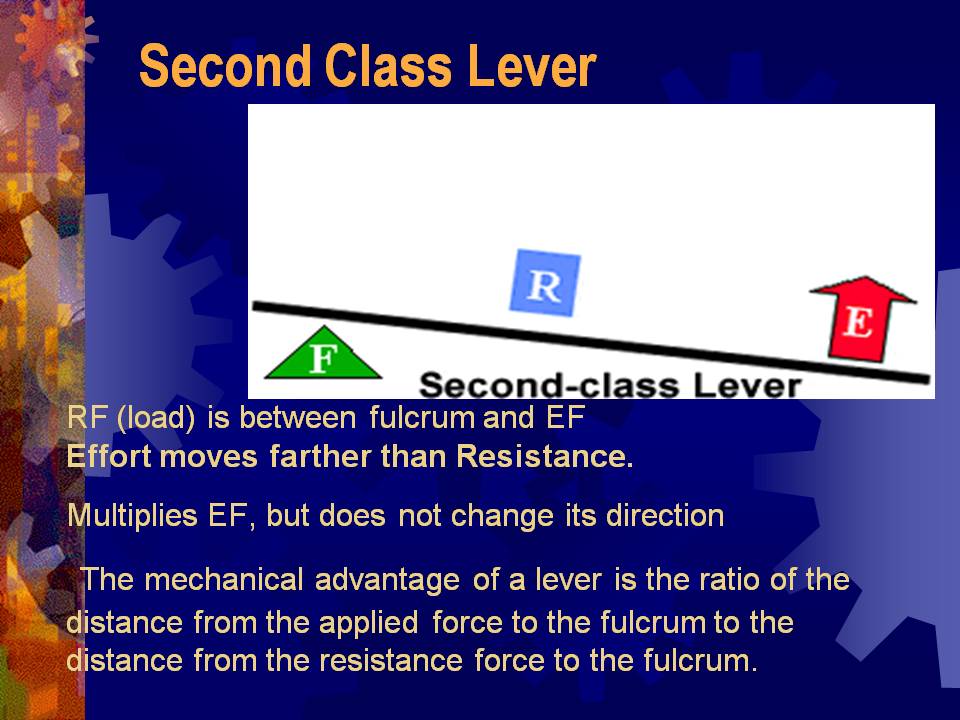 Second Class Lever
R
E
F
Second-class Lever
RF (load) is between fulcrum and EF
Effort moves farther than Resistance.
Multiplies EF, but does not change its direction
The mechanical advantage of a lever is the ratio of the
distance from the applied force to the fulcrum to the
distance from the resistance force to the fulcrum.